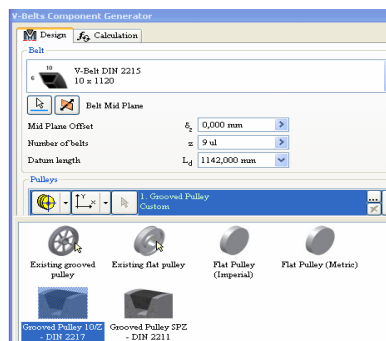 V-Belts Component Generator
Design
Calculation
Belt
10
6
V-Belt DIN 2215
10 x 1120
Belt Mid Plane
Mid Plane Offset
δz 0,000 mm
Number of belts
z 9 ul
Datum length
Ld 1142,000 mm
Pulleys
Y
X
1. Grooved Pulley
Custom
...
Existing grooved
pulley
Existing flat pulley
Flat Pulley
(Imperial)
Flat Pulley (Metric)
Grooved Pulley 10/Z
- DIN 2217
Grooved Pulley SPZ
- DIN 2211